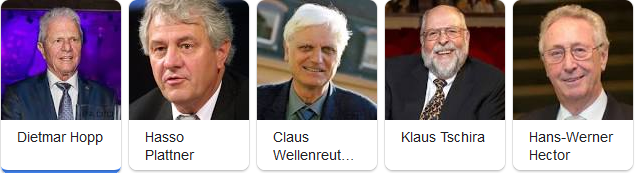 Dietmar Hopp
Hasso
Plattner
Claus
Wellenreut...
Klaus Tschira
Hans-Werner
Hector